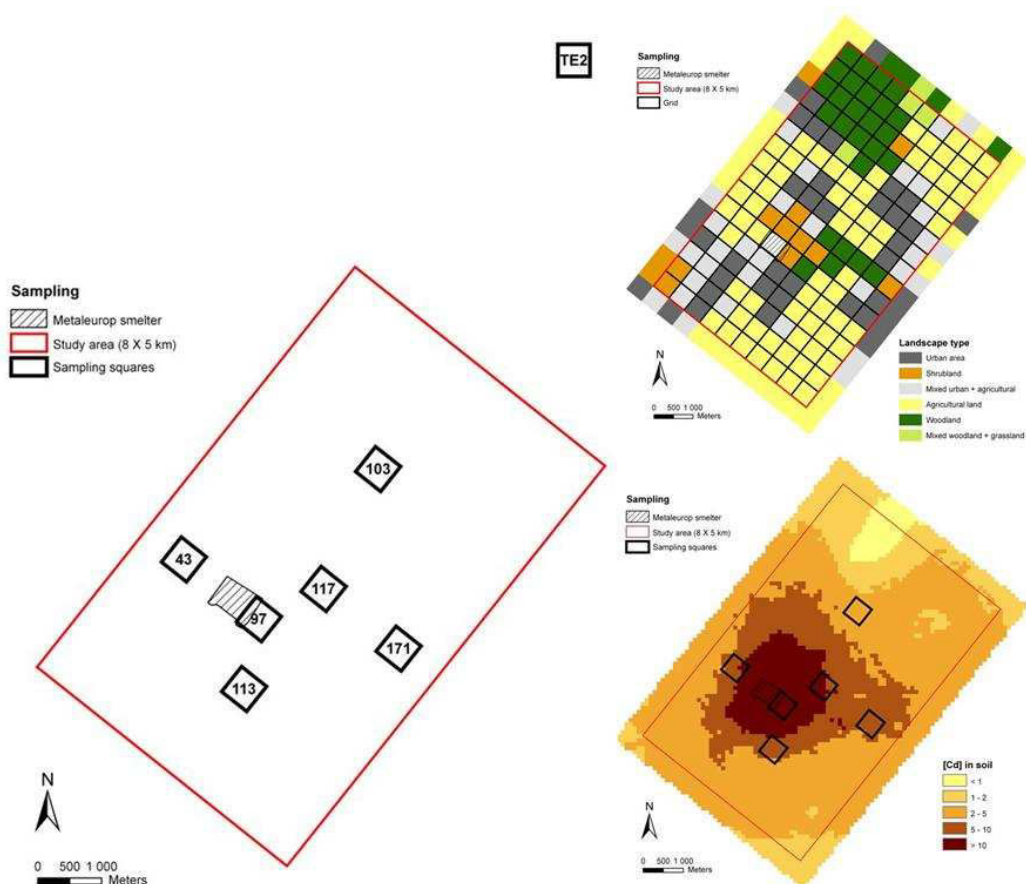 Sampling
Metaleurop smelter
Study area (8 X 5 km)
Sampling squares
103
43
117
97
171
113
N
0 500 1 000
Meters
TE2
Sampling
Metaleurop smelter
Study area (8 X 5 km)
Grid
N
0 500 1 000
Meters
Landscape type
Urban area
Shrubland
Mixed urban + agricultural
Agricultural land
Woodland
Mixed woodland + grassland
Sampling
Metaleurop smelter
Study area (8 X 5 km)
Sampling squares
N
0 500 1 000
Meters
[Cd] in soil
< 1
1 - 2
2 - 5
5 - 10
> 10